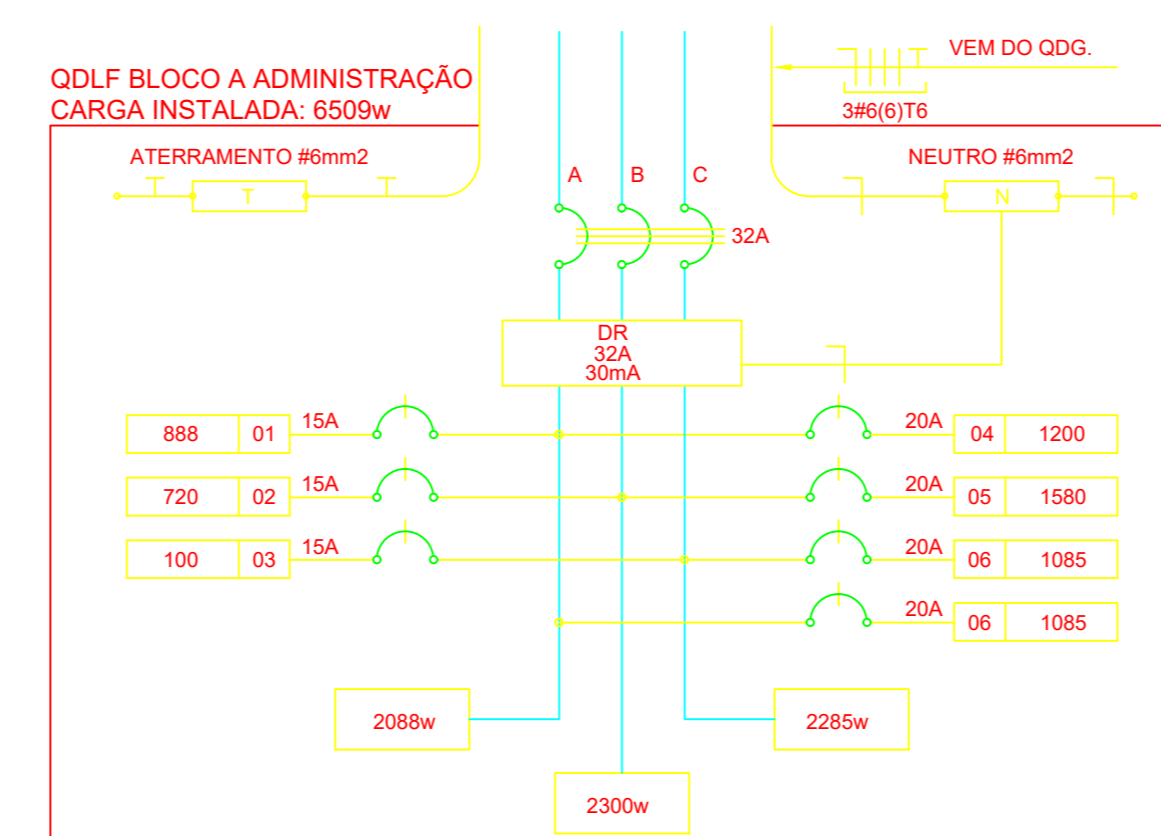 QDLF BLOCO A ADMINISTRAÇÃO
CARGA INSTALADA: 6509w
VEM DO QDG.
3#6(6)T6
ATERRAMENTO #6mm2
NEUTRO #6mm2
T
A B C
N
32A
DR
32A
30mA
888 01 15A 20A 04 1200
720 02 15A 20A 05 1580
100 03 15A 20A 06 1085
20A 06 1085
2088w 2285w
2300w